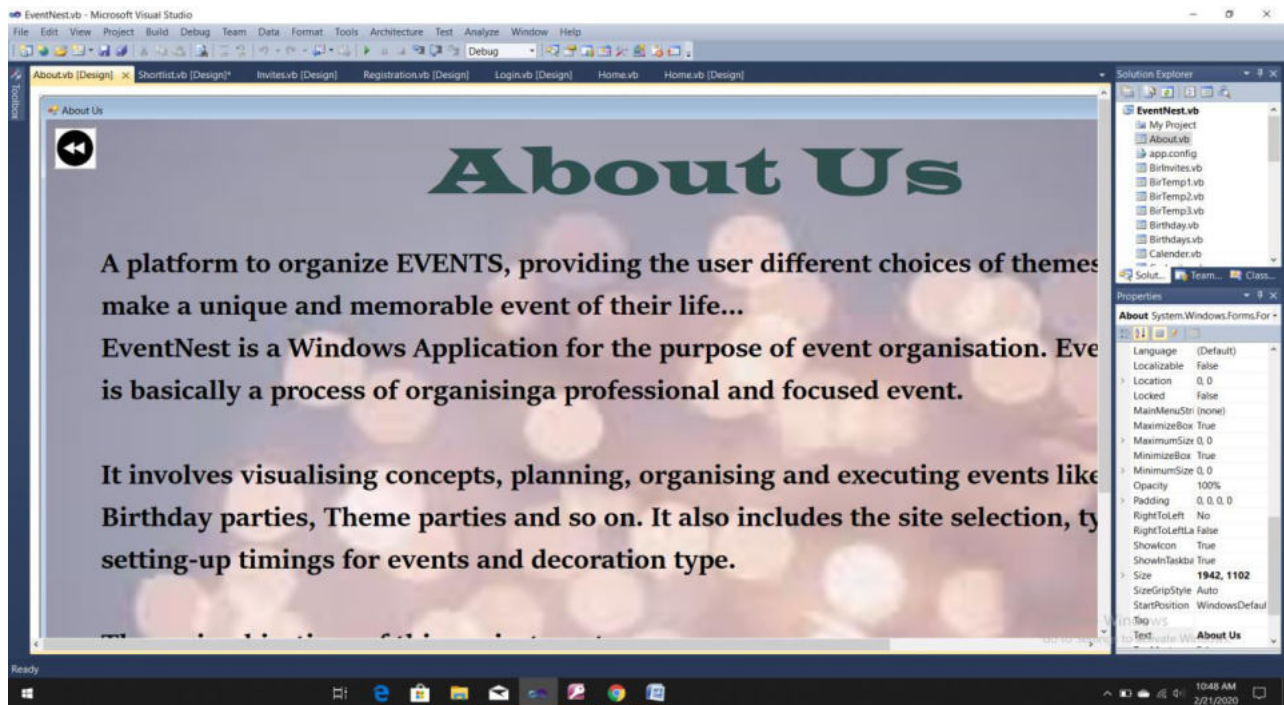 EventNest.vb - Microsoft Visual Studio
File Edit View Project Build Debug Team Data Format Tools Architecture Test Analyze Window Help
Debug
Toolbox
About.vb [Design] Shortlist.vb [Design]* Invites.vb [Design] Registration.vb [Design] Login.vb [Design] Home.vb Home.vb [Design]
About Us
About Us
A platform to organize EVENTS, providing the user different choices of themes
make a unique and memorable event of their life...
EventNest is a Windows Application for the purpose of event organisation. Eve
is basically a process of organisinga professional and focused event.
It involves visualising concepts, planning, organising and executing events like
Birthday parties, Theme parties and so on. It also includes the site selection, ty
setting-up timings for events and decoration type.
Solution Explorer
EventNest.vb
My Project
About.vb
app.config
BirInvites.vb
BirTemp1.vb
BirTemp2.vb
BirTemp3.vb
Birthday.vb
Birthdays.vb
Calender.vb
Solut... Team... Class...
Properties
About System.Windows.Forms.For
Language (Default)
Localizable False
Location 0, 0
Locked False
MainMenuStri (none)
MaximizeBox True
MaximumSize 0, 0
MinimizeBox True
MinimumSize 0, 0
Opacity 100%
Padding 0, 0, 0, 0
RightToLeft No
RightToLeftLa False
ShowIcon True
ShowInTaskba True
Size 1942, 1102
SizeGripStyle Auto
StartPosition WindowsDefaul
Tag
Text About Us
Ready
10:48 AM
2/21/2020